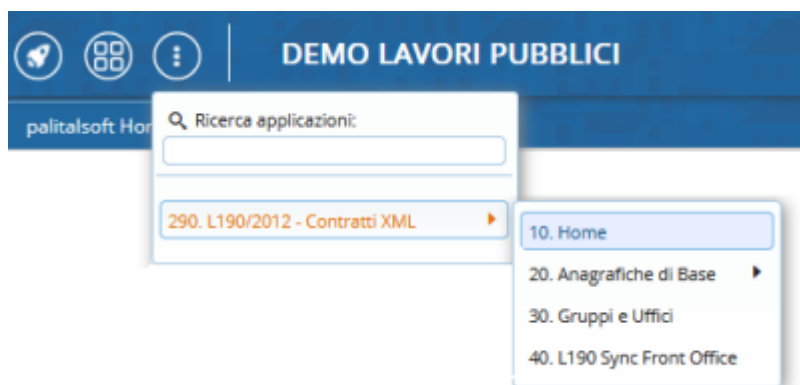 DEMO LAVORI PUBBLICI
palitalsoft Hor
Ricerca applicazioni:
290. L190/2012 - Contratti XML
10. Home
20. Anagrafiche di Base
30. Gruppi e Uffici
40. L190 Sync Front Office